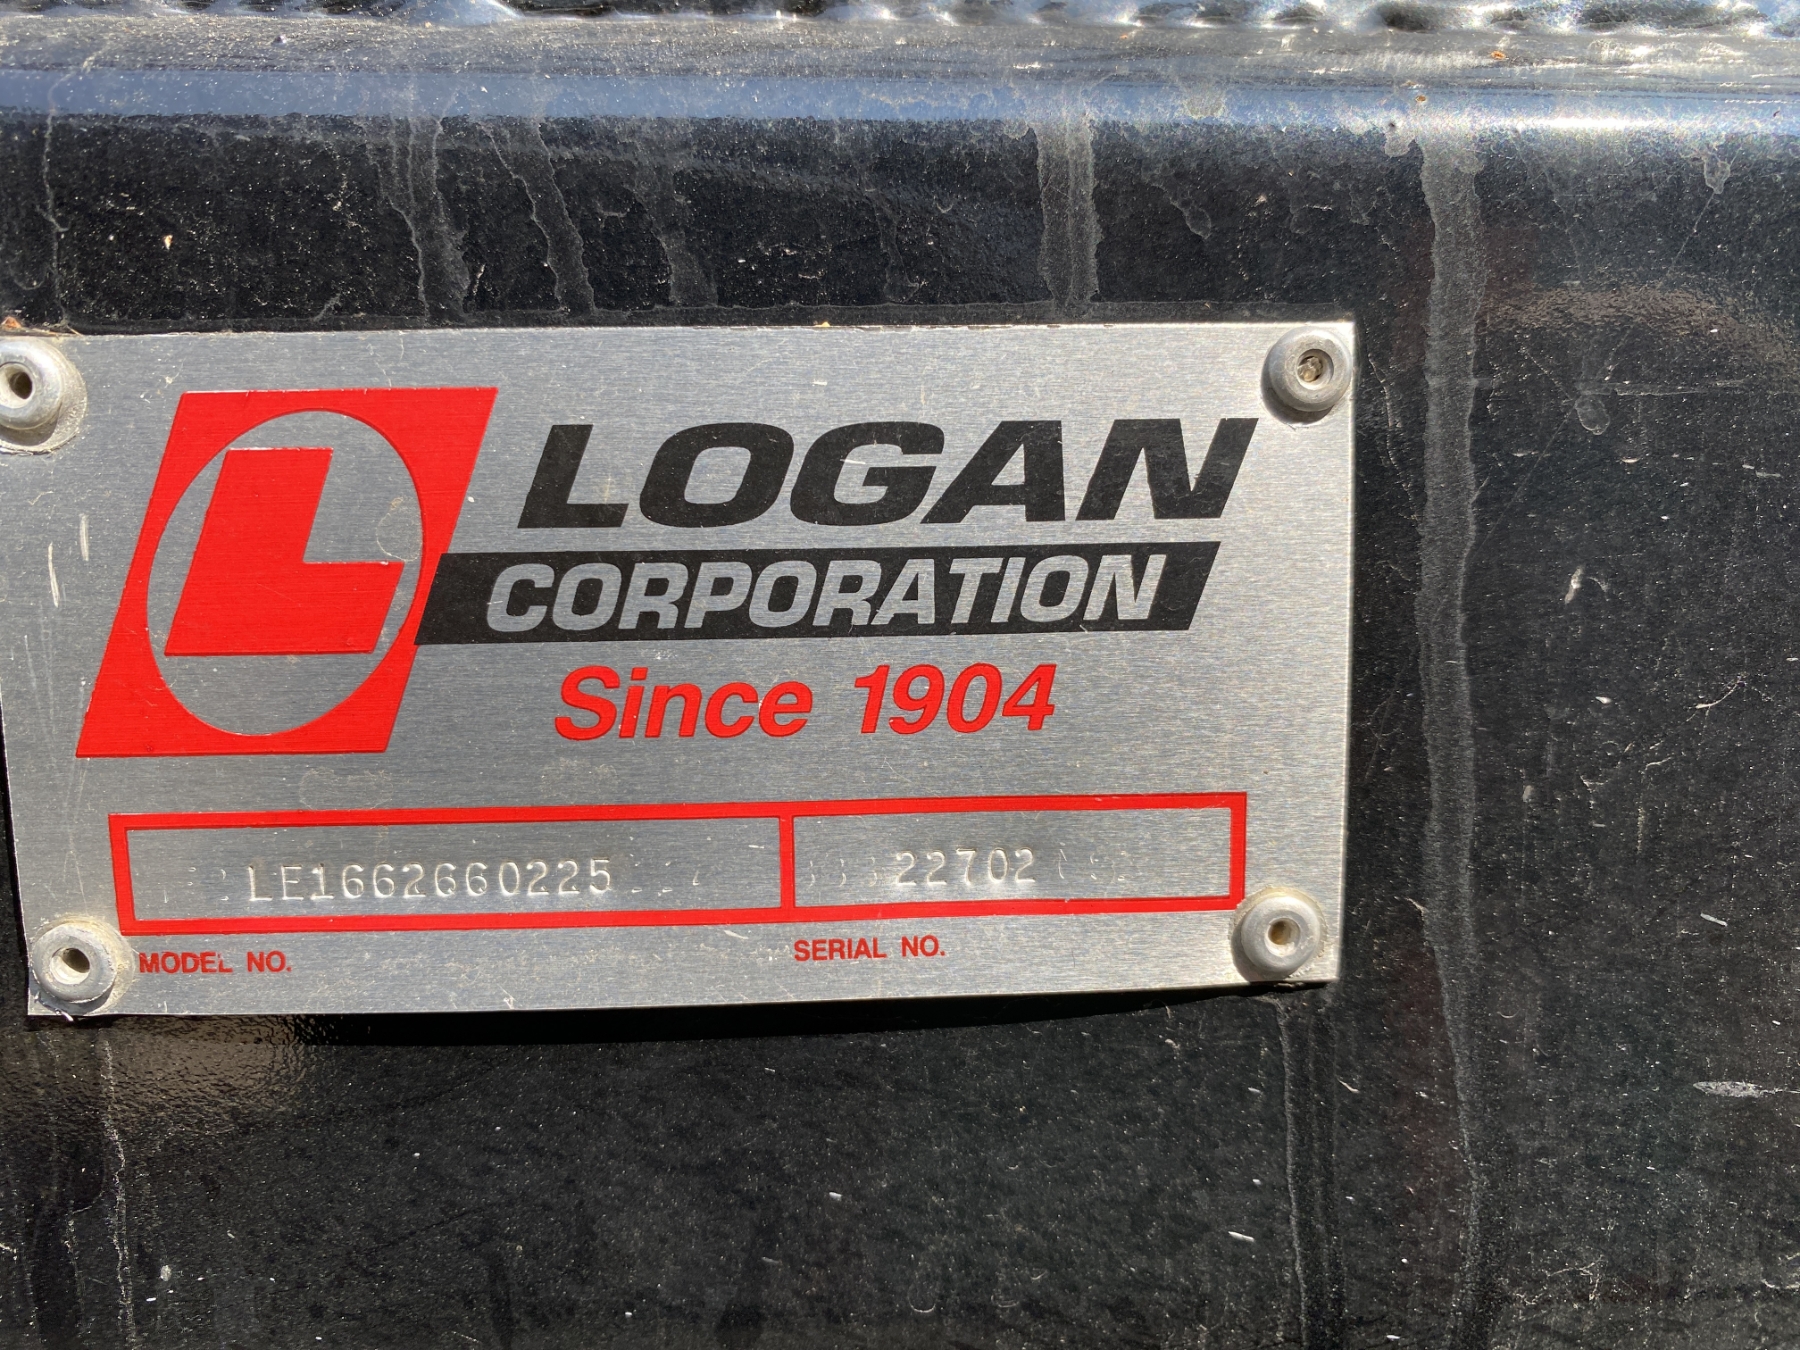 L
LOGAN
CORPORATION
Since 1904
LE1662660225 22702
MODEL NO. SERIAL NO.